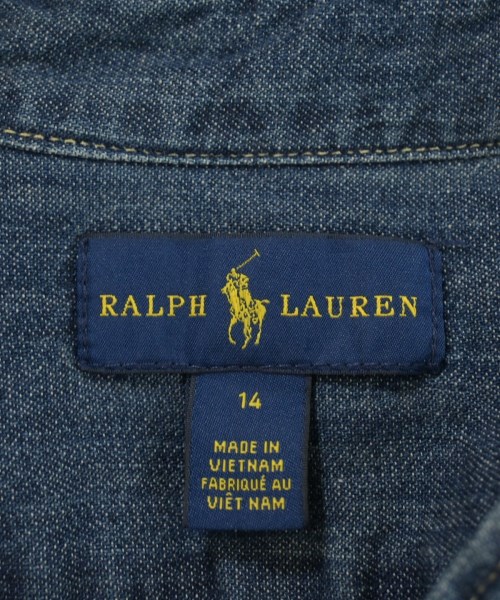 RALPH LAUREN
14
MADE IN
VIETNAM
FABRIQUÉ AU
VIÊT NAM